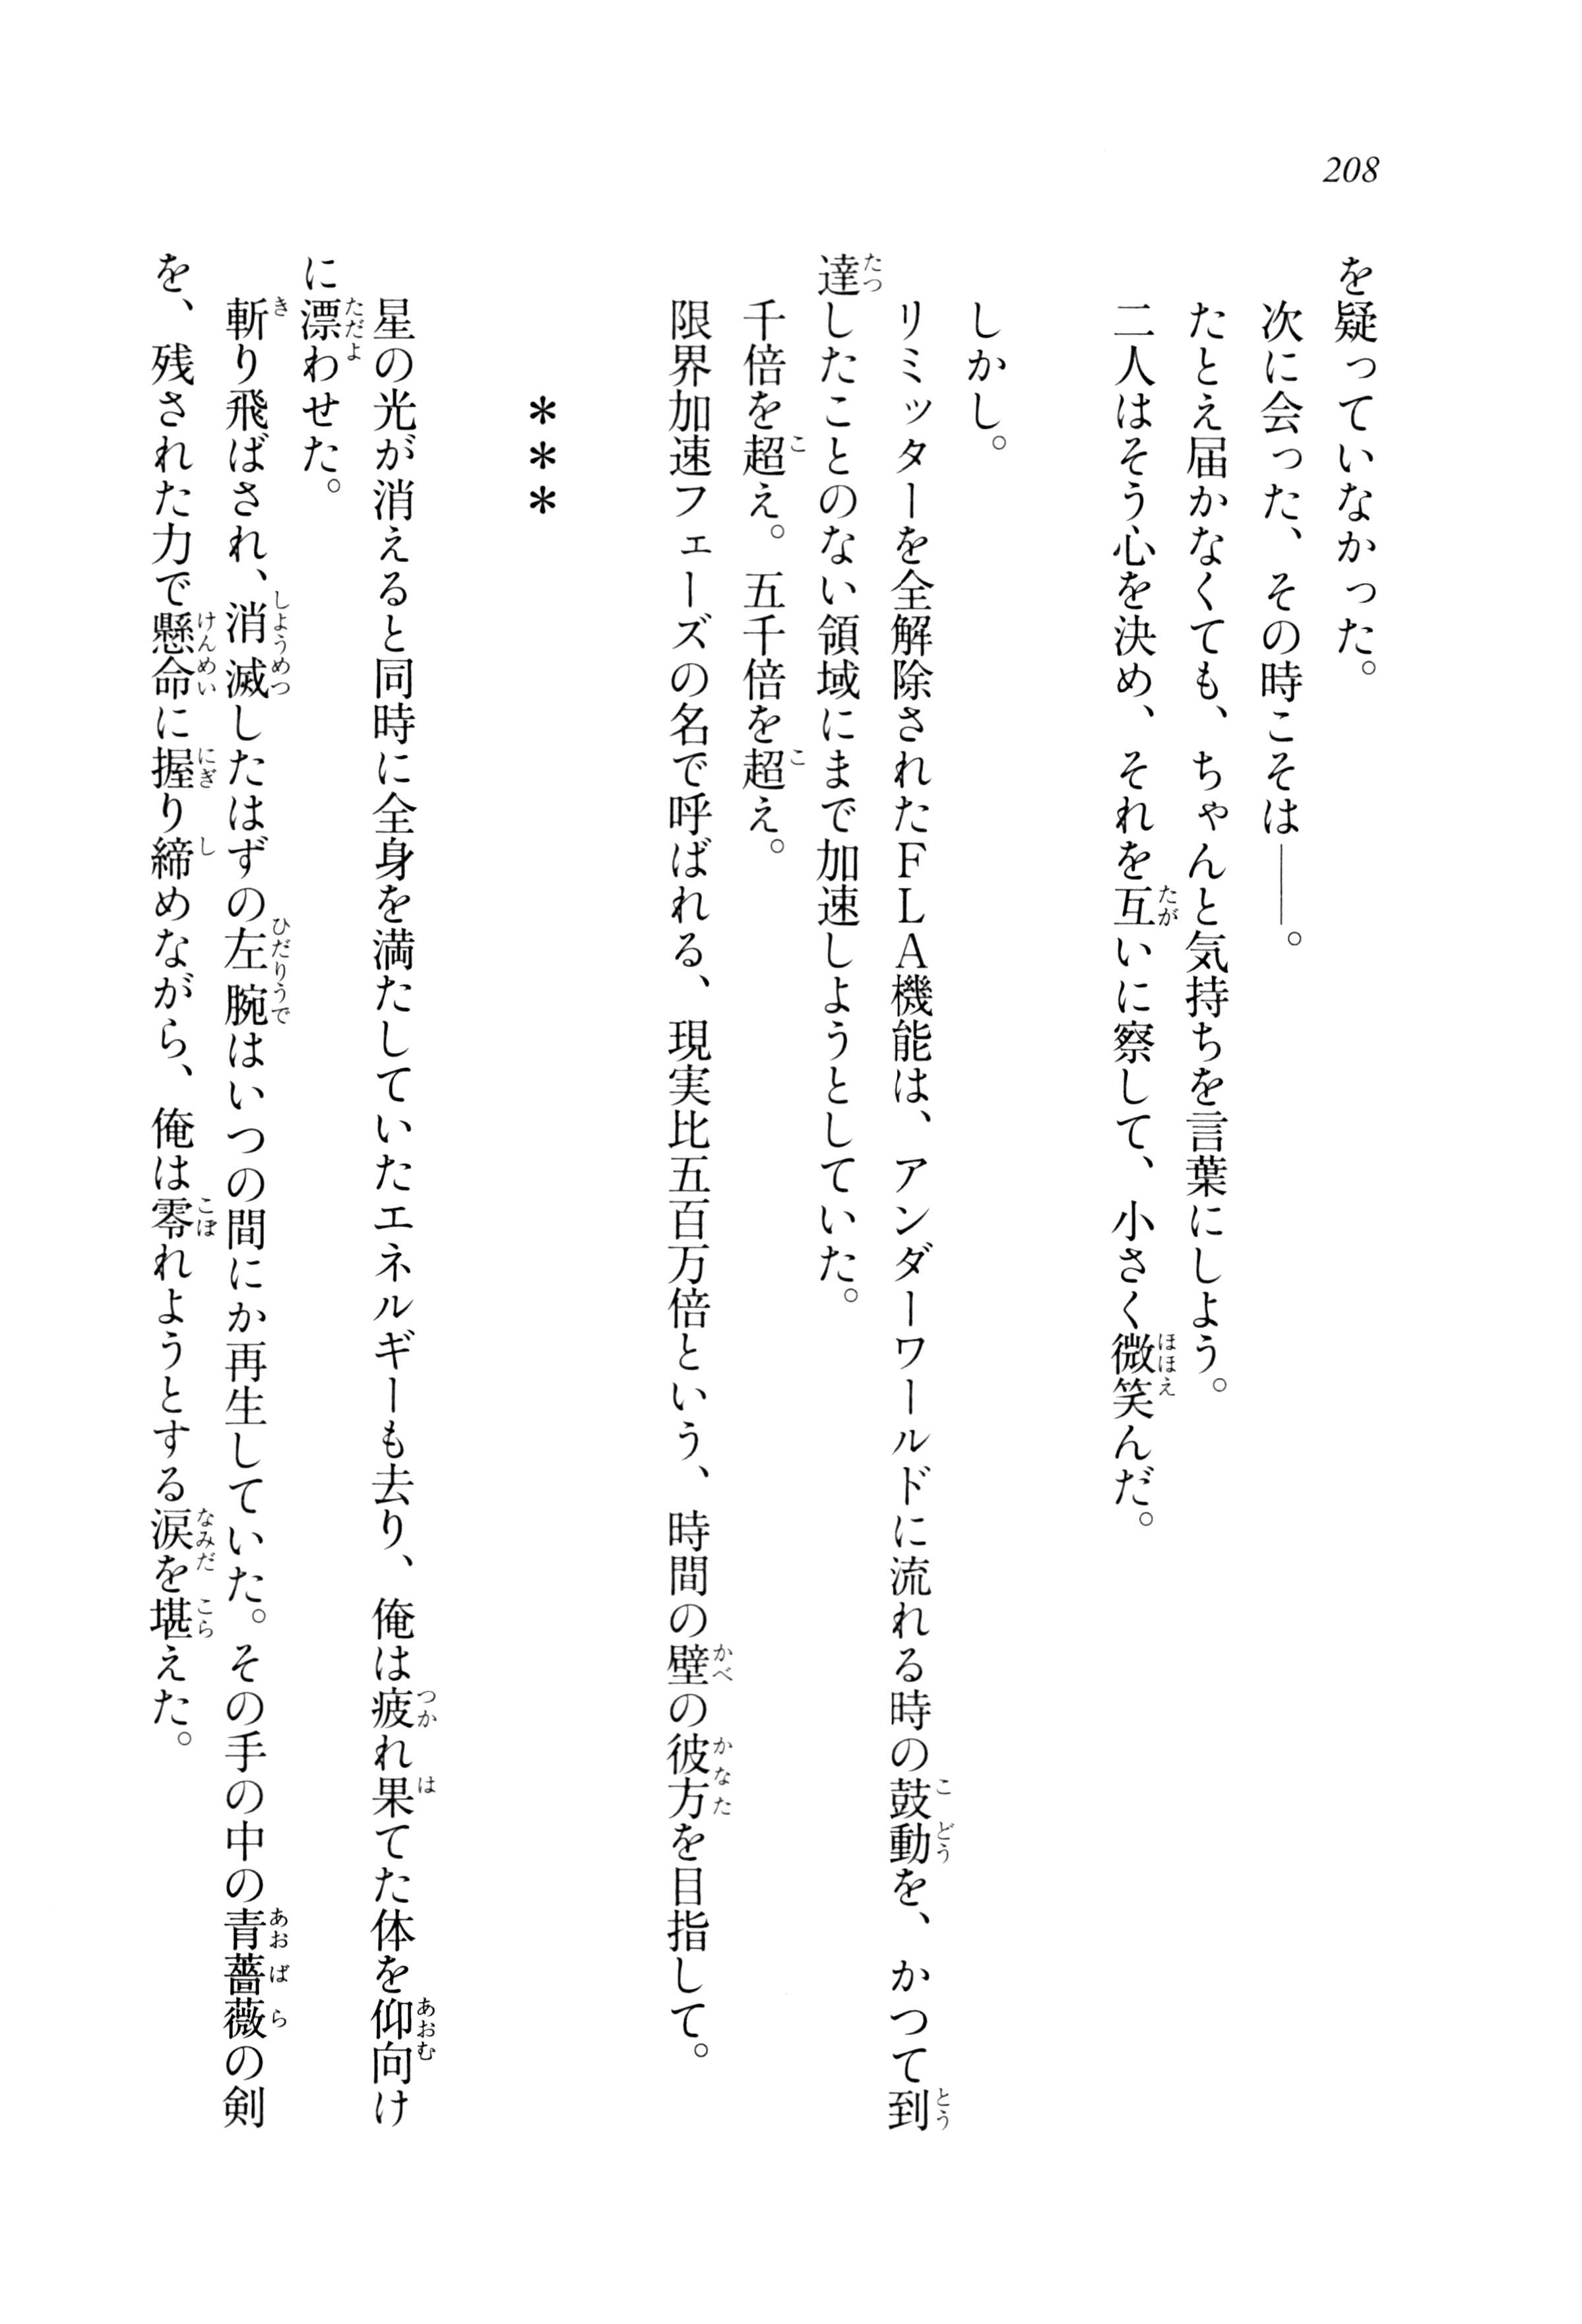 208
を疑っていなかった。
次に会った、その時こそは――。
たとえ届かなくても、ちゃんと気持ちを言葉にしよう。
二人はそう心を決め、それを互いに察して、小さく微笑んだ。
しかし。
リミッターを全解除されたＦＬＡ機能は、アンダーワールドに流れる時の鼓動を、かつて到
達したことのない領域にまで加速しようとしていた。
千倍を超え。五千倍を超え。
限界加速フェーズの名で呼ばれる、現実比五百万倍という、時間の壁の彼方を目指して。
＊＊＊
星の光が消えると同時に全身を満たしていたエネルギーも去り、俺は疲れ果てた体を仰向け
に漂わせた。
斬り飛ばされ、消滅したはずの左腕はいつの間にか再生していた。その手の中の青薔薇の剣
を、残された力で懸命に握り締めながら、俺は零れようとする涙を堪えた。